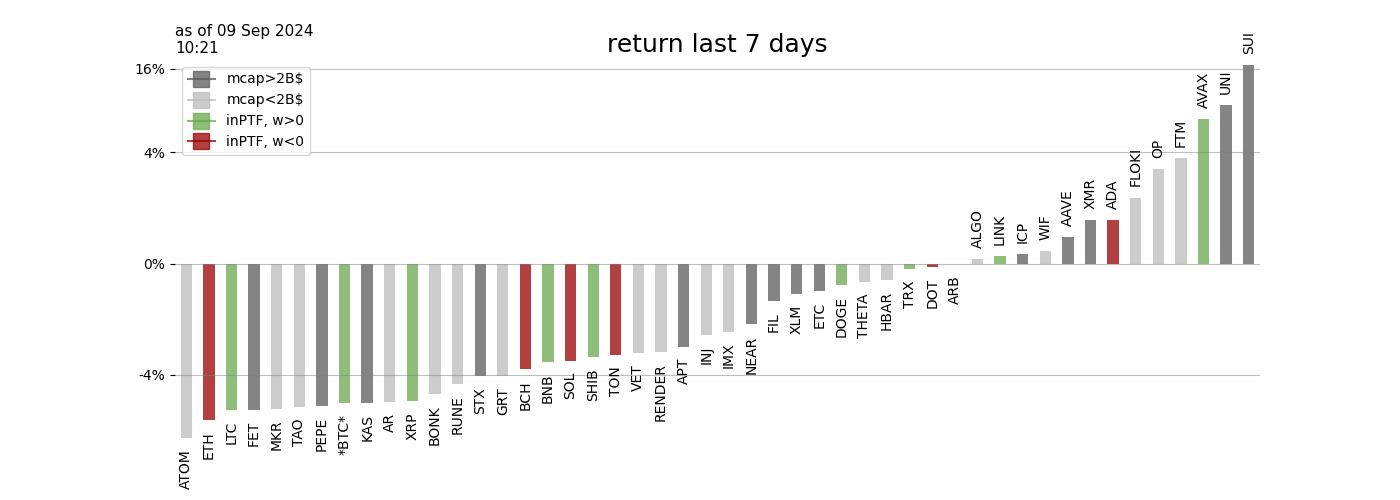 as of 09 Sep 2024
10:21
return last 7 days
16%
4%
0%
-4%
mcap>2B$
mcap<2B$
inPTF, w>0
inPTF, w<0
ATOM
ETH
LTC
FET
MKR
TAO
PEPE
*BTC*
KAS
AR
XRP
BONK
RUNE
STX
GRT
BCH
BNB
SOL
SHIB
TON
VET
RENDER
APT
INJ
IMX
NEAR
FIL
XLM
ETC
DOGE
THETA
HBAR
TRX
DOT
ARB
ALGO
LINK
ICP
WIF
AAVE
XMR
ADA
FLOKI
OP
FTM
AVAX
UNI
SUI